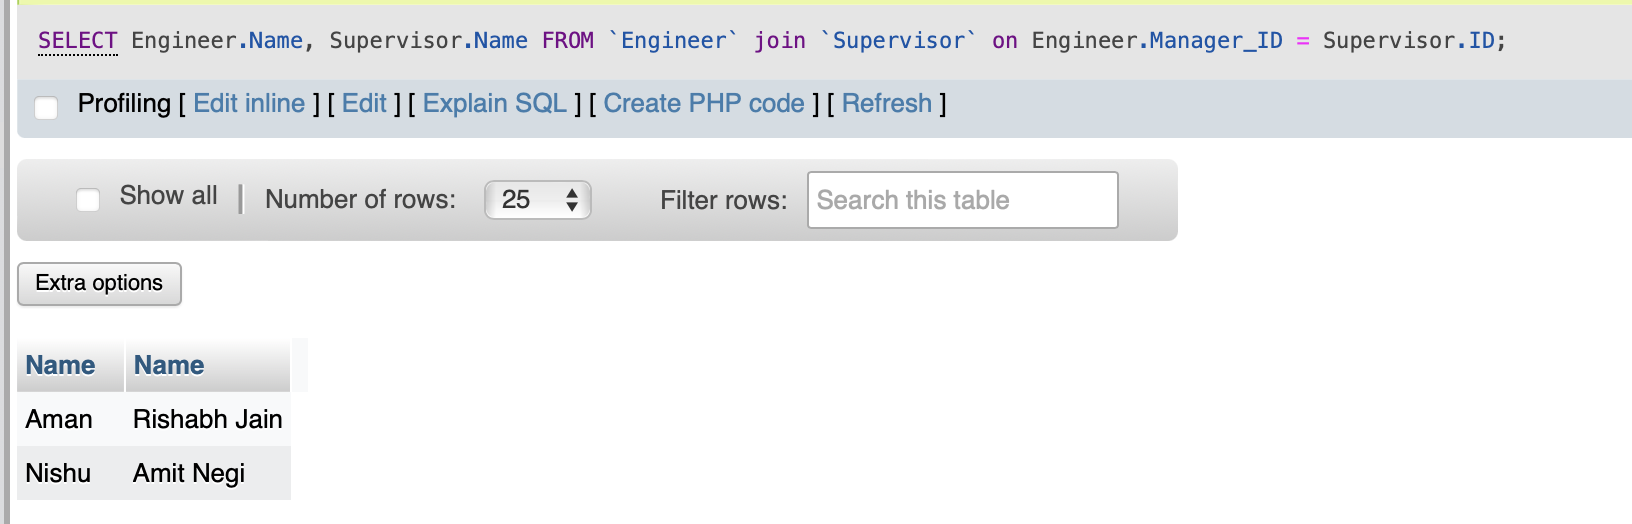 SELECT Engineer.Name, Supervisor.Name FROM `Engineer` join `Supervisor` on Engineer.Manager_ID = Supervisor.ID;
Profiling [ Edit inline ] [ Edit ] [ Explain SQL ] [ Create PHP code ] [ Refresh ]
Show all | Number of rows: 25 Filter rows: Search this table
Extra options
Name Name
Aman Rishabh Jain
Nishu Amit Negi